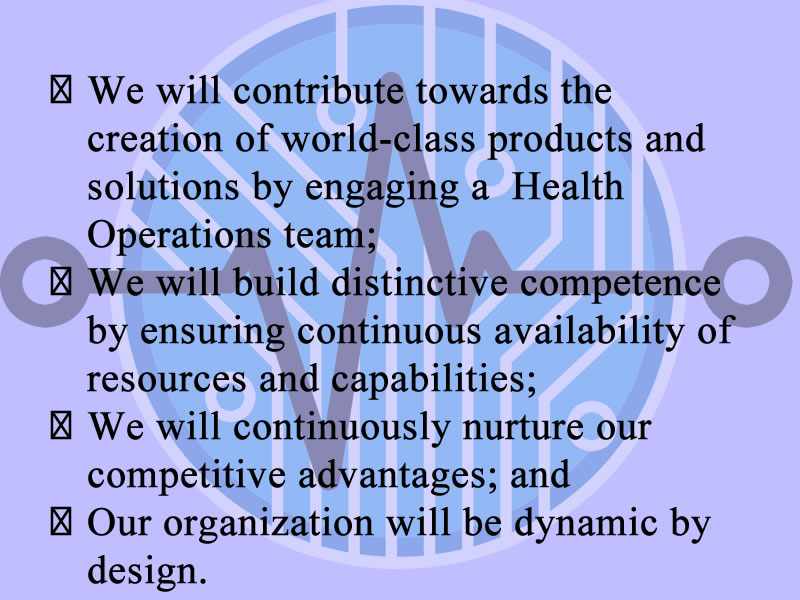 We will contribute towards the
creation of world-class products and
solutions by engaging a  Health
Operations team;
We will build distinctive competence
by ensuring continuous availability of
resources and capabilities;
We will continuously nurture our
competitive advantages; and
Our organization will be dynamic by
design.